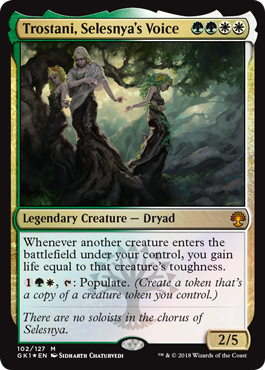 Trostani, Selesnya's Voice
Legendary Creature — Dryad
Whenever another creature enters the
battlefield under your control, you gain
life equal to that creature's toughness.
1 , : Populate. (Create a token that's
a copy of a creature token you control.)
There are no soloists in the chorus of
Selesnya.
2/5
102/127 M
GK1 EN SIDHARTH CHATURVEDI
™ & © 2018 Wizards of the Coast